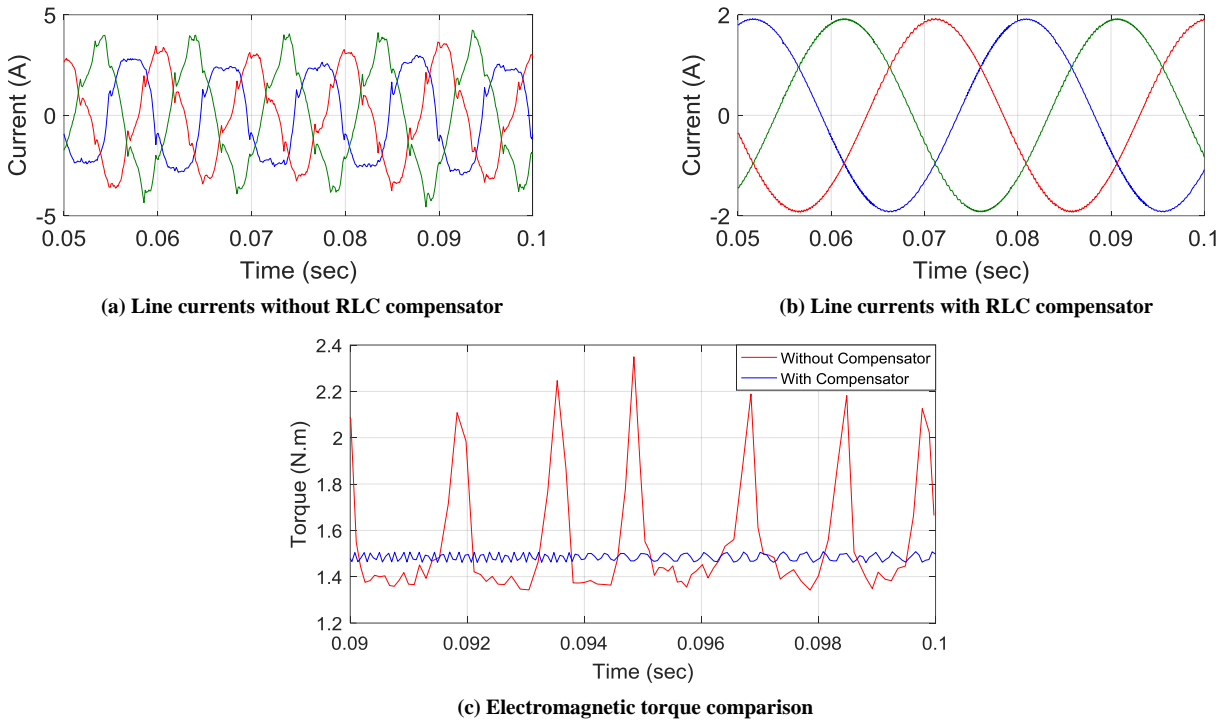 5
0
-5
Current (A)
0.05 0.06 0.07 0.08 0.09 0.1
Time (sec)
(a) Line currents without RLC compensator
2
0
-2
Current (A)
0.05 0.06 0.07 0.08 0.09 0.1
Time (sec)
(b) Line currents with RLC compensator
2.4
2.2
2
1.8
1.6
1.4
1.2
Torque (N.m)
Without Compensator
With Compensator
0.09 0.092 0.094 0.096 0.098 0.1
Time (sec)
(c) Electromagnetic torque comparison